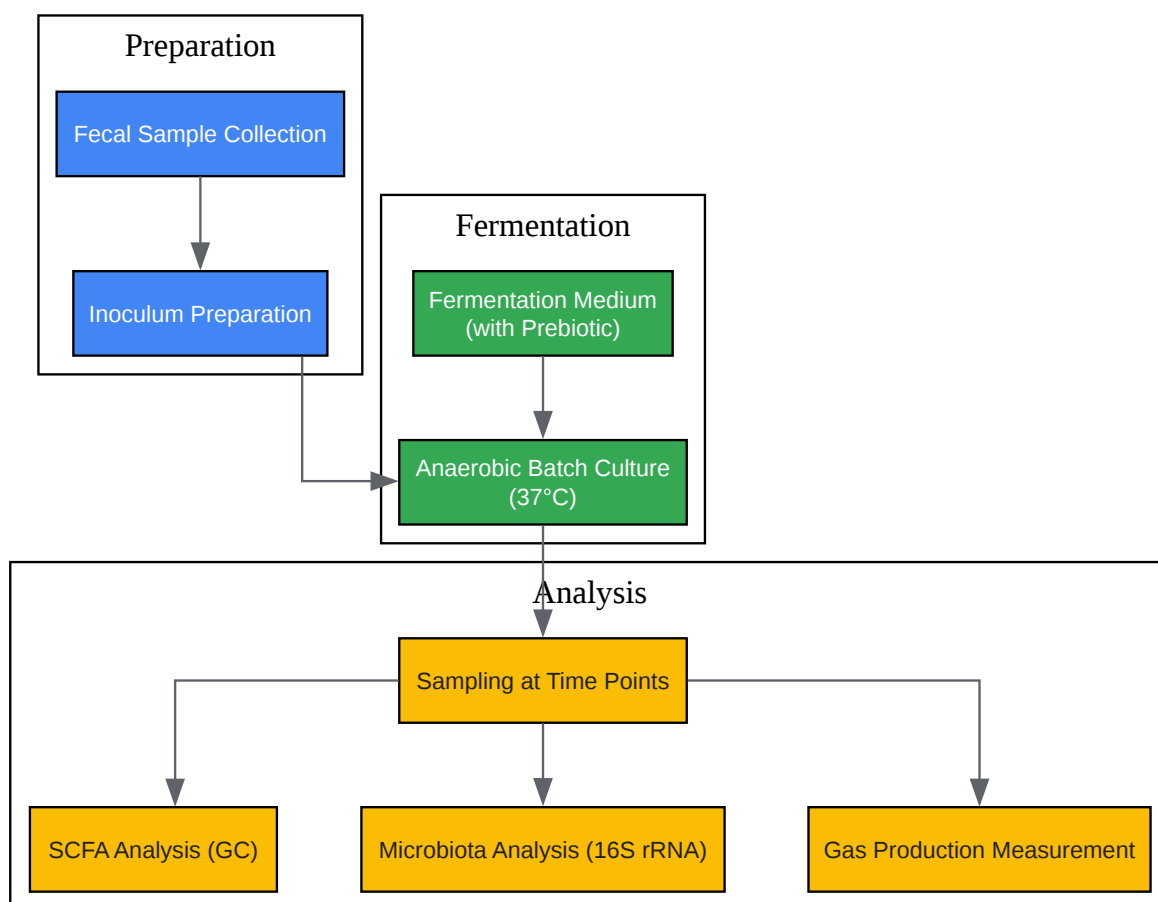 Preparation
Fecal Sample Collection
Inoculum Preparation
Fermentation
Fermentation Medium
(with Prebiotic)
Anaerobic Batch Culture
(37°C)
Analysis
Sampling at Time Points
SCFA Analysis (GC)
Microbiota Analysis (16S rRNA)
Gas Production Measurement